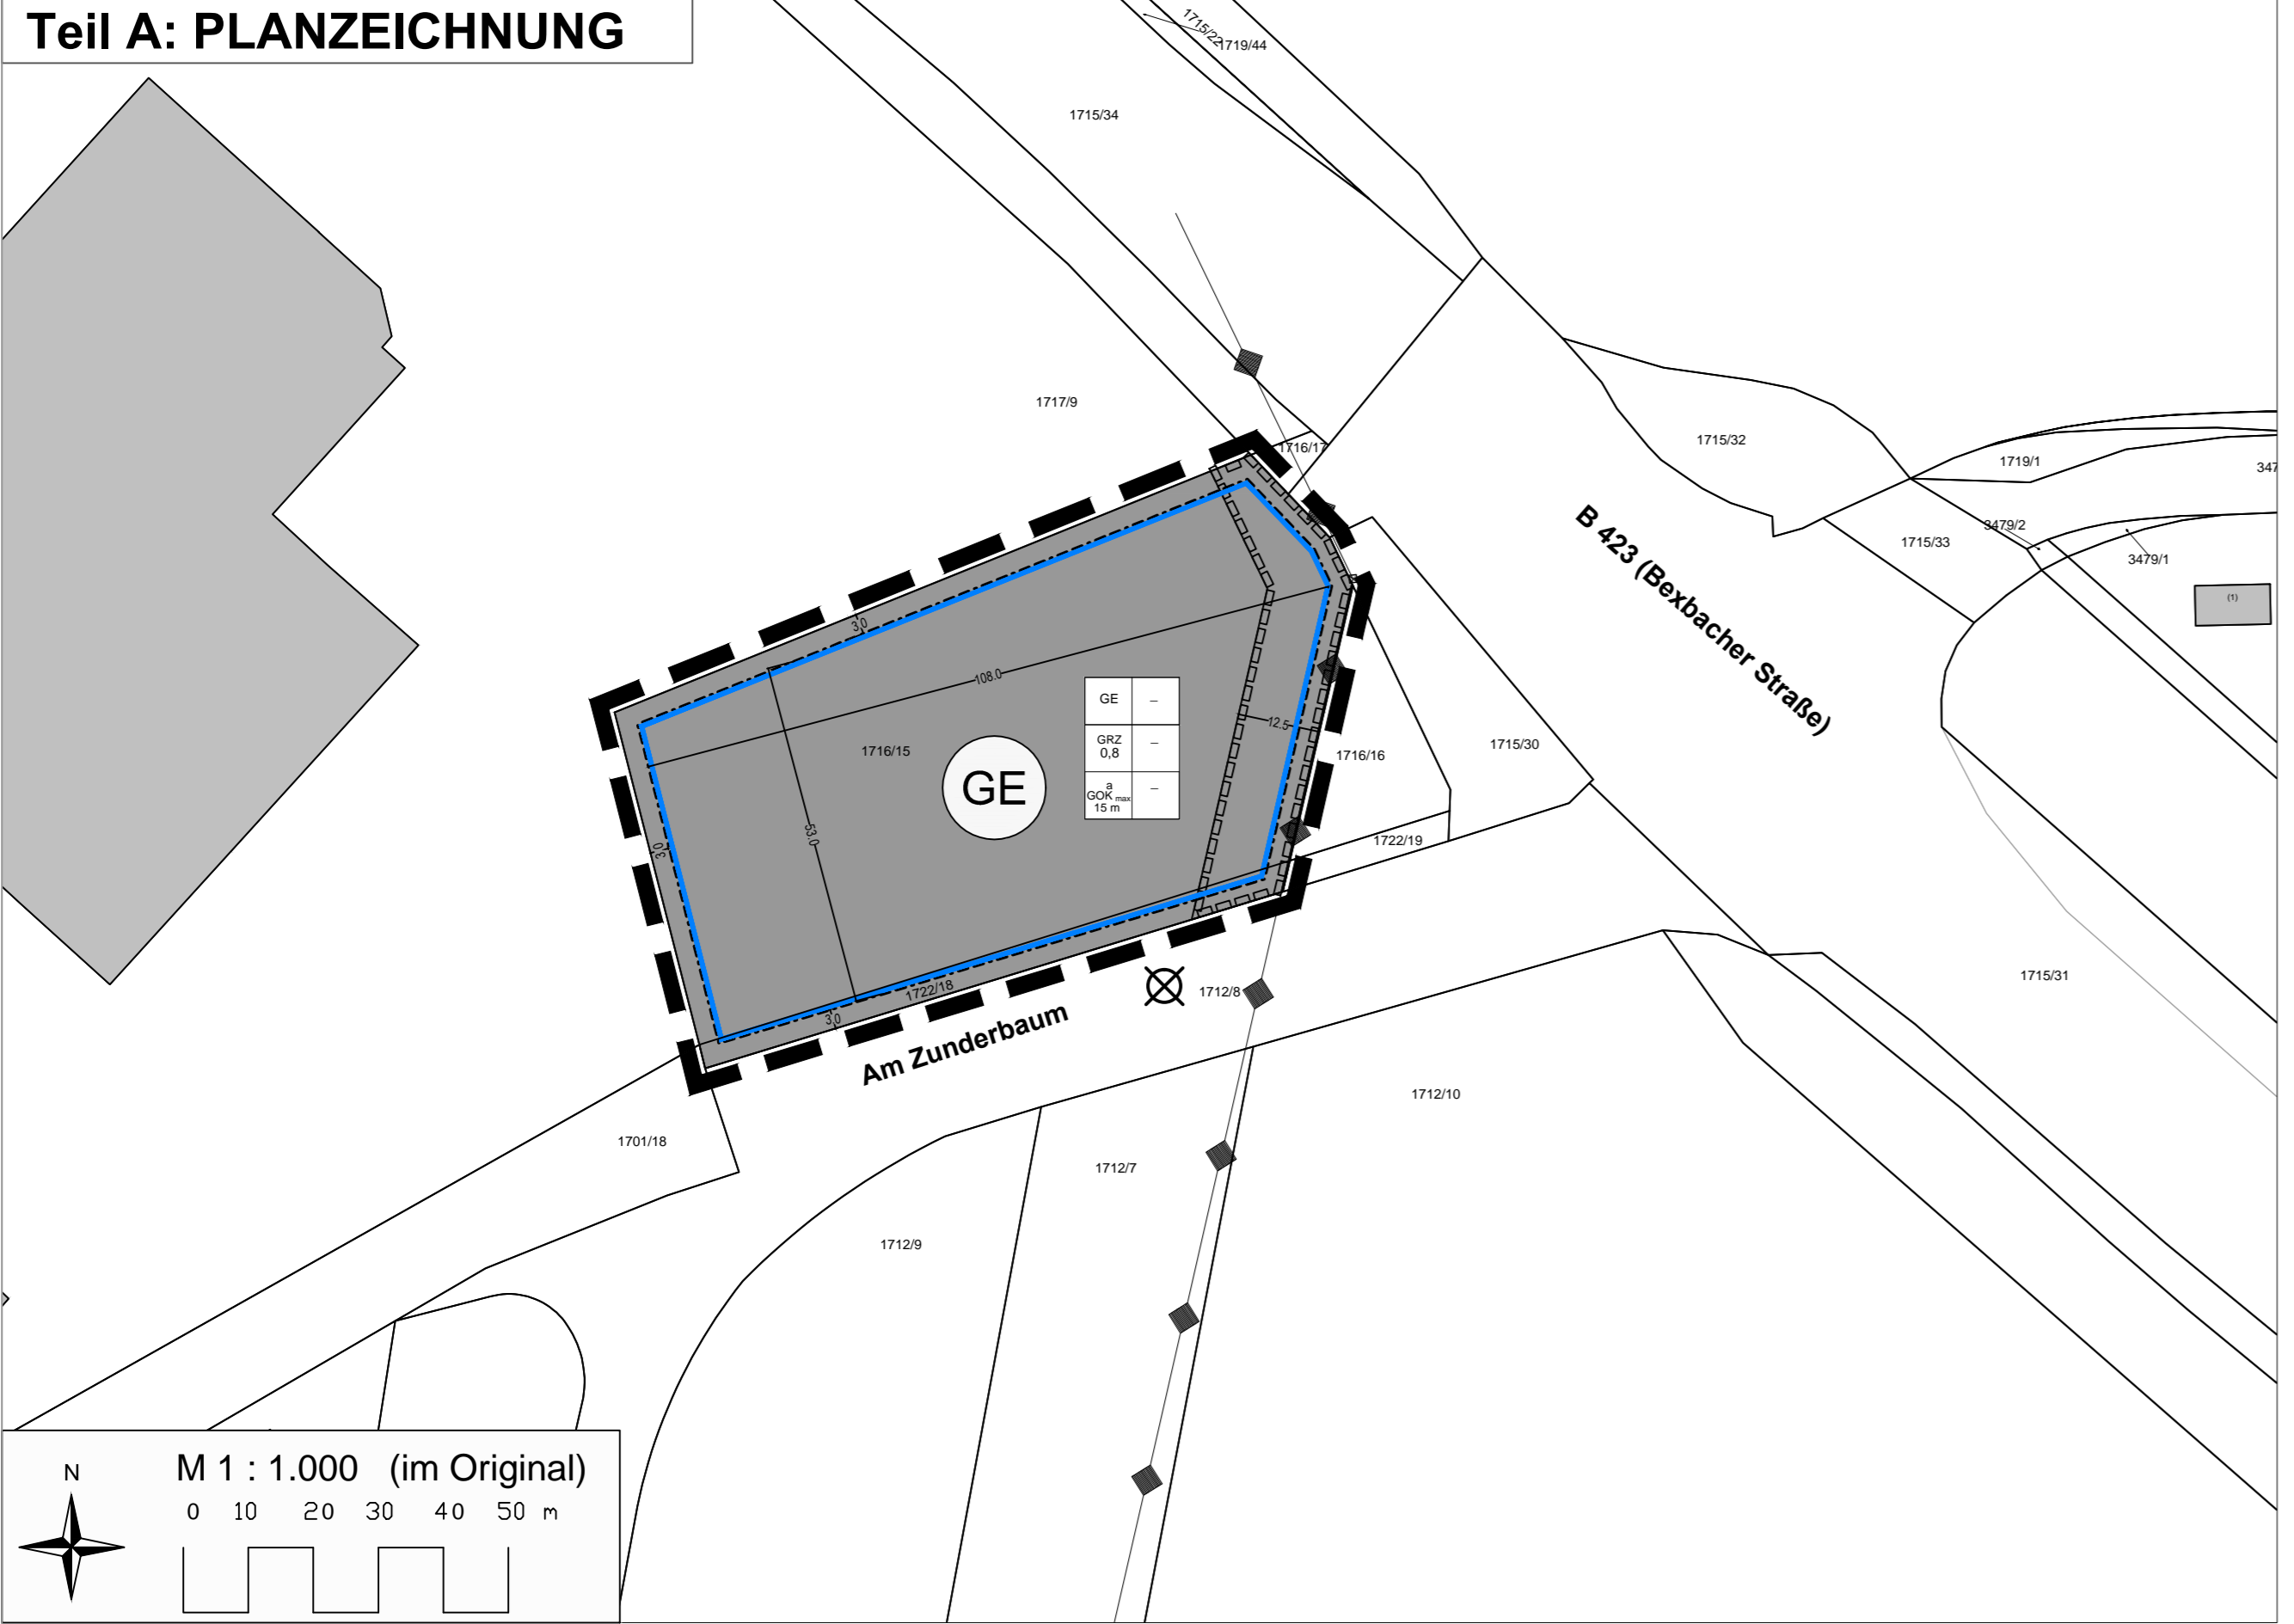 Teil A: PLANZEICHNUNG
1715/22
1719/44
1715/34
1717/9
1716/17
1715/32
1719/1
347
3479/2
1715/33
3479/1
(1)
B 423 (Bexbacher Straße)
3.0
108.0
GE –
GRZ
0,8
–
a
GOK max
15 m
–
12.5
1716/15
GE
1716/16
1715/30
53.0
3.0
1722/19
1722/18
1712/8
3.0
Am Zunderbaum
1715/31
1712/10
1701/18
1712/7
1712/9
N
M 1 : 1.000 (im Original)
0 10 20 30 40 50 m